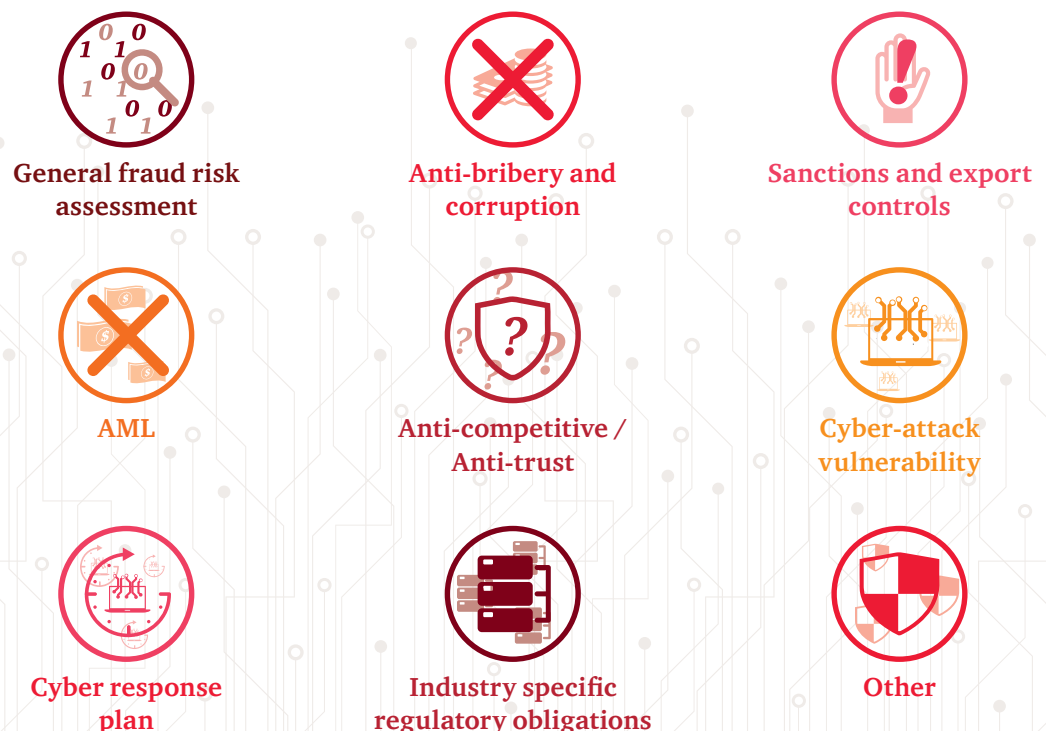 General fraud risk
assessment
Anti-bribery and
corruption
Sanctions and export
controls
AML
Anti-competitive /
Anti-trust
Cyber-attack
vulnerability
Cyber response
plan
Industry specific
regulatory obligations
Other